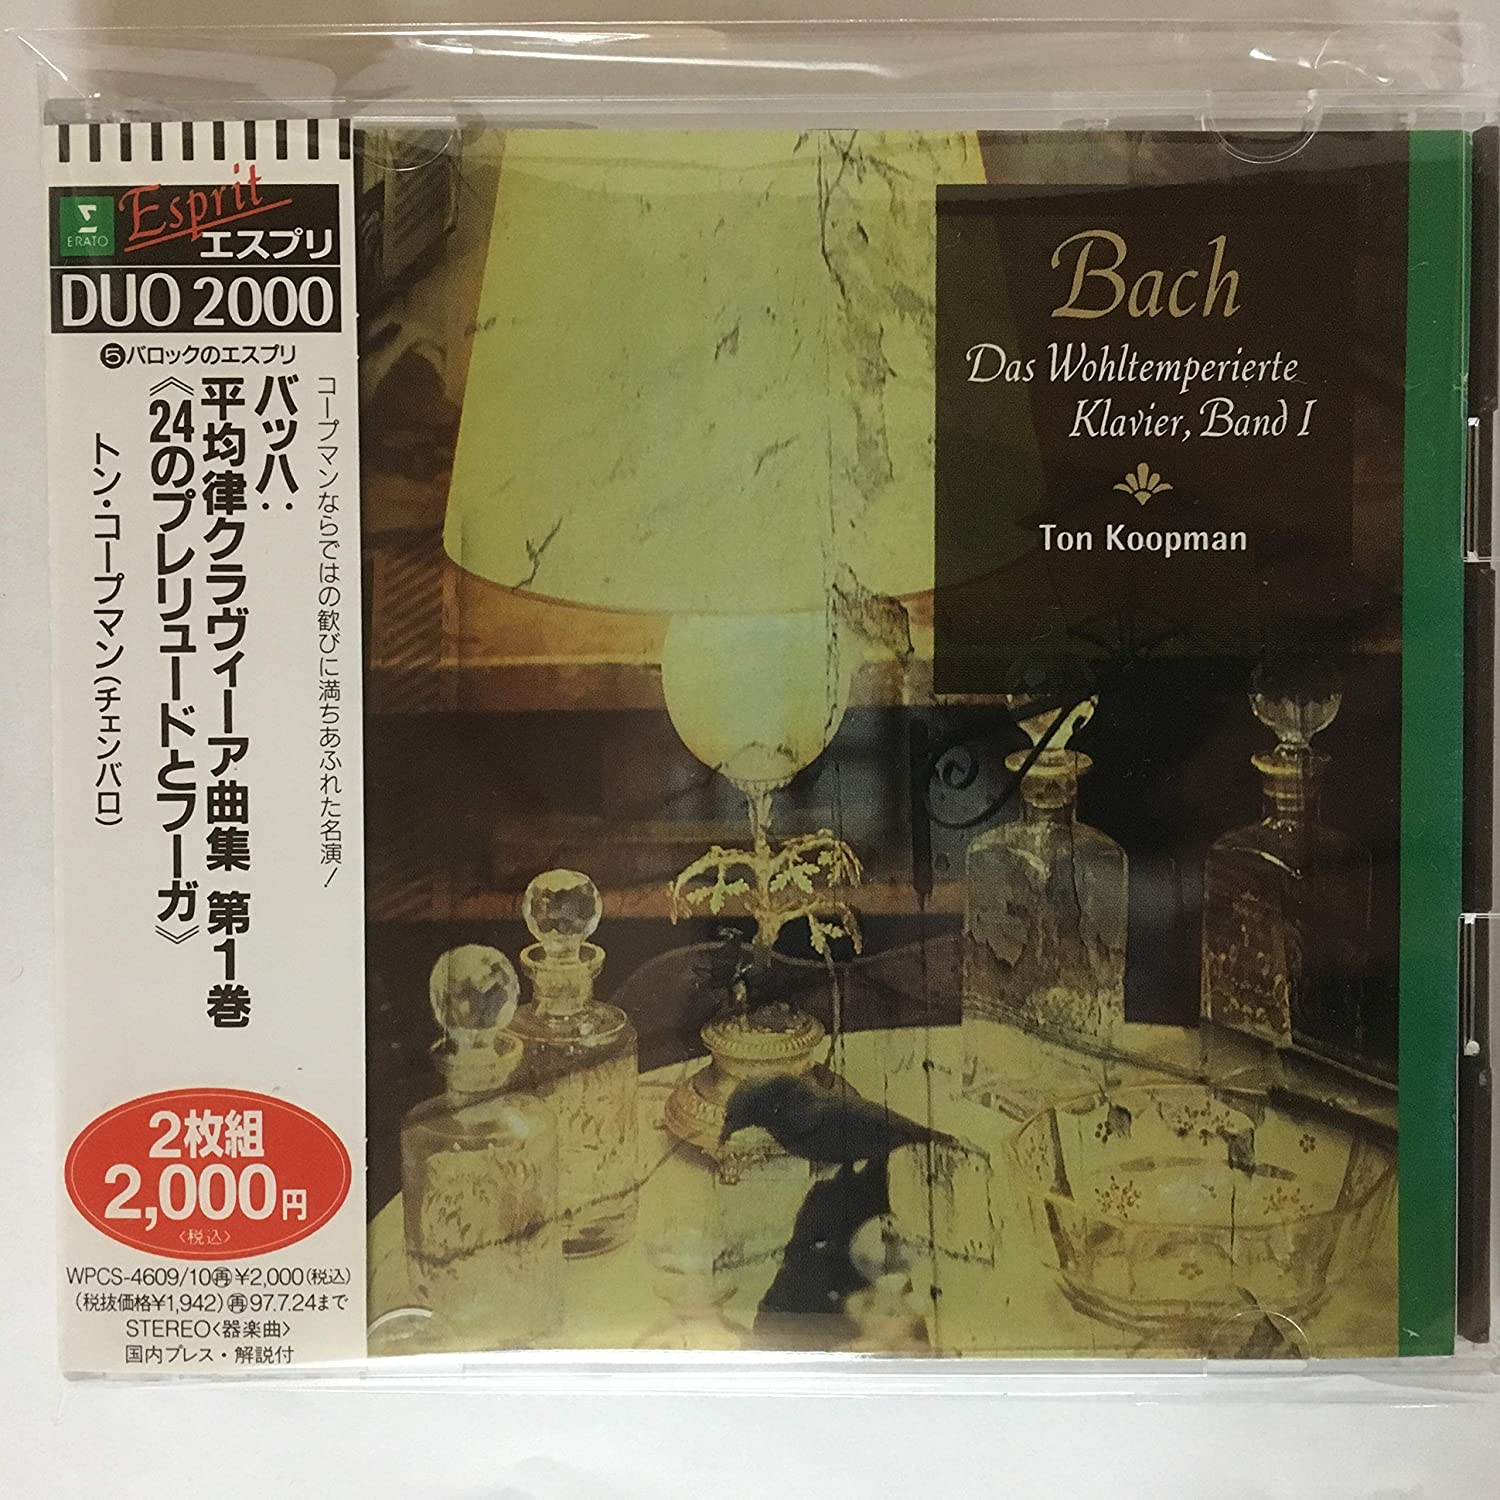 Esprit
ERATO
エスプリ
DUO 2000
❺バロックのエスプリ
コープマンならではの歓びに満ちあふれた名演!
バッハ:
平均律クラヴィーア曲集 第1巻
《24のプレリュードとフーガ》
トン・コープマン(チェンバロ)
2枚組
2,000円
〈税込〉
WPCS-4609/10㊢¥2,000(税込)
(税抜価格¥1,942)㊢97.7.24まで
STEREO〈器楽曲〉
国内プレス・解説付
Bach
Das Wohltemperierte
Klavier, Band I
Ton Koopman